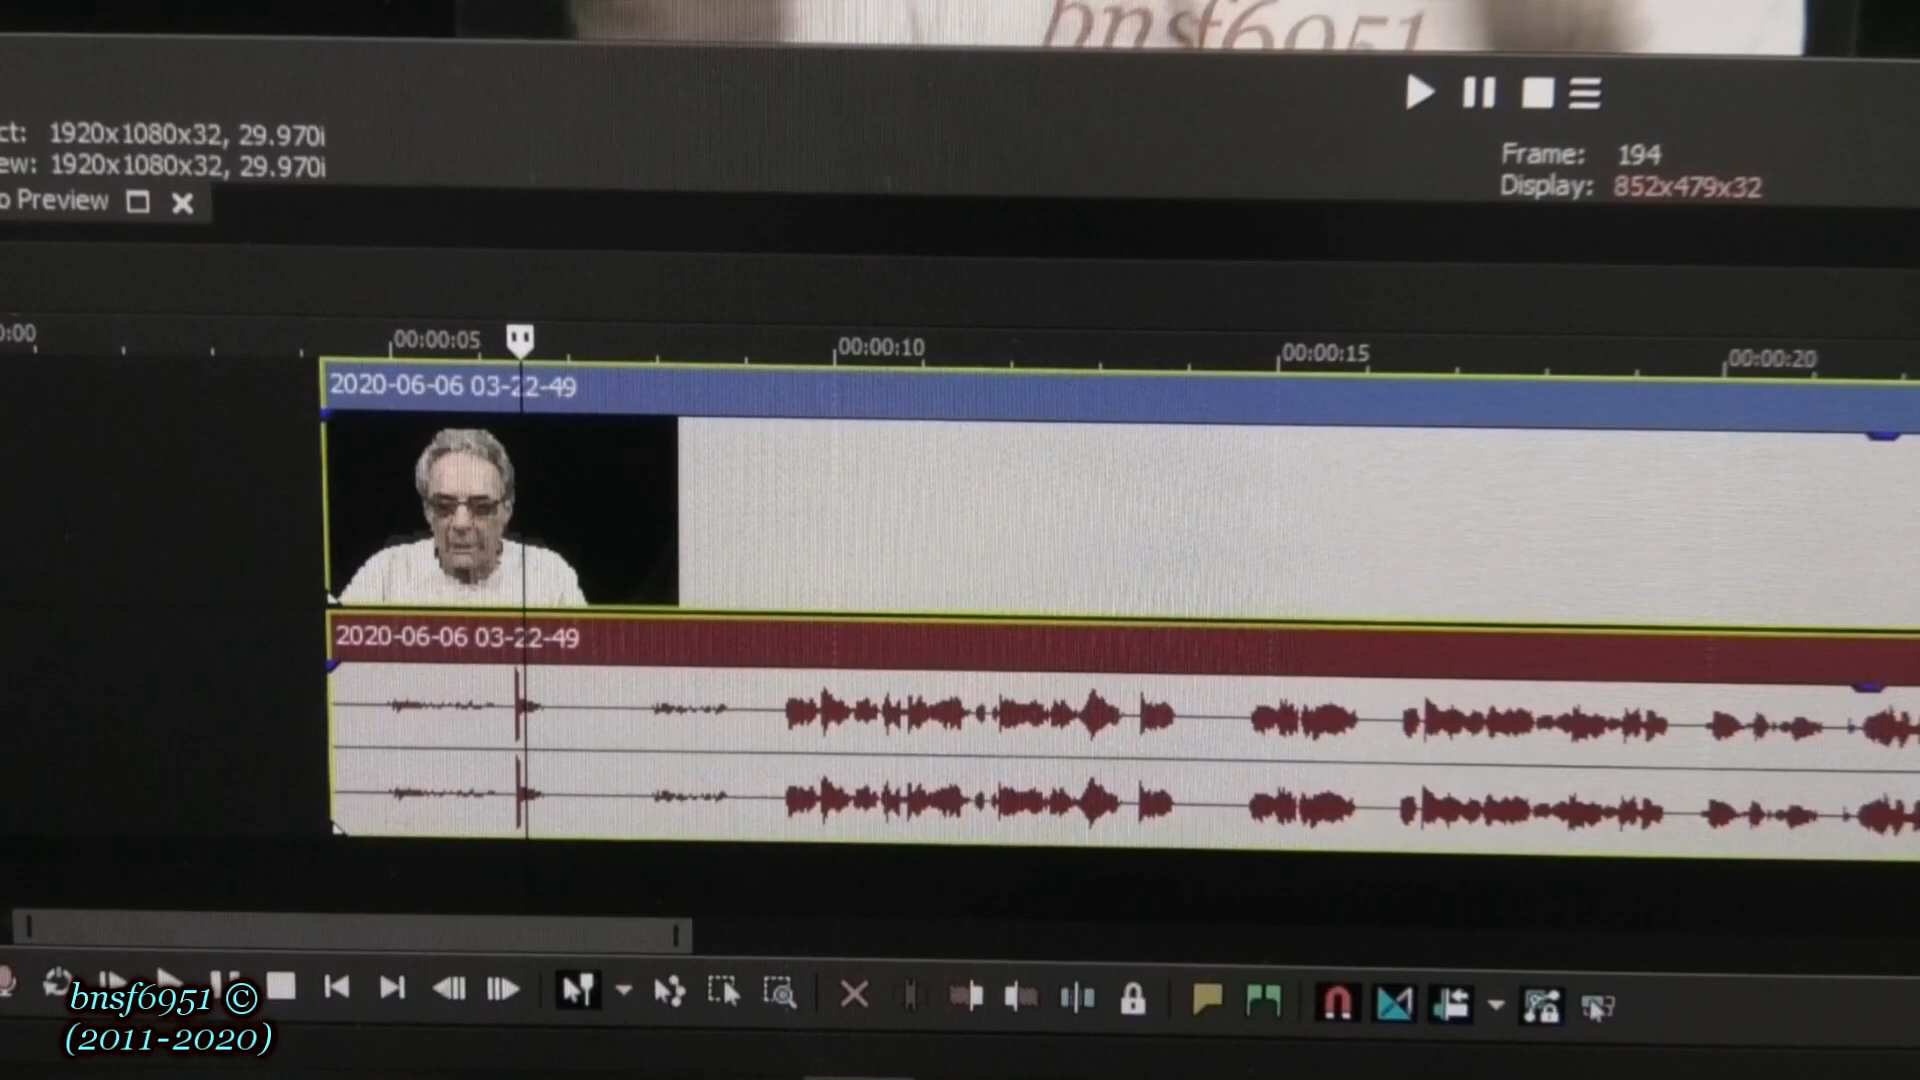 bnsf6951
ct: 1920x1080x32, 29.970i
ew: 1920x1080x32, 29.970i
o Preview
Frame: 194
Display: 852x479x32
0:00
00:00:05
00:00:10
00:00:15
00:00:20
2020-06-06 03-22-49
2020-06-06 03-22-49
bnsf6951 ©
(2011-2020)